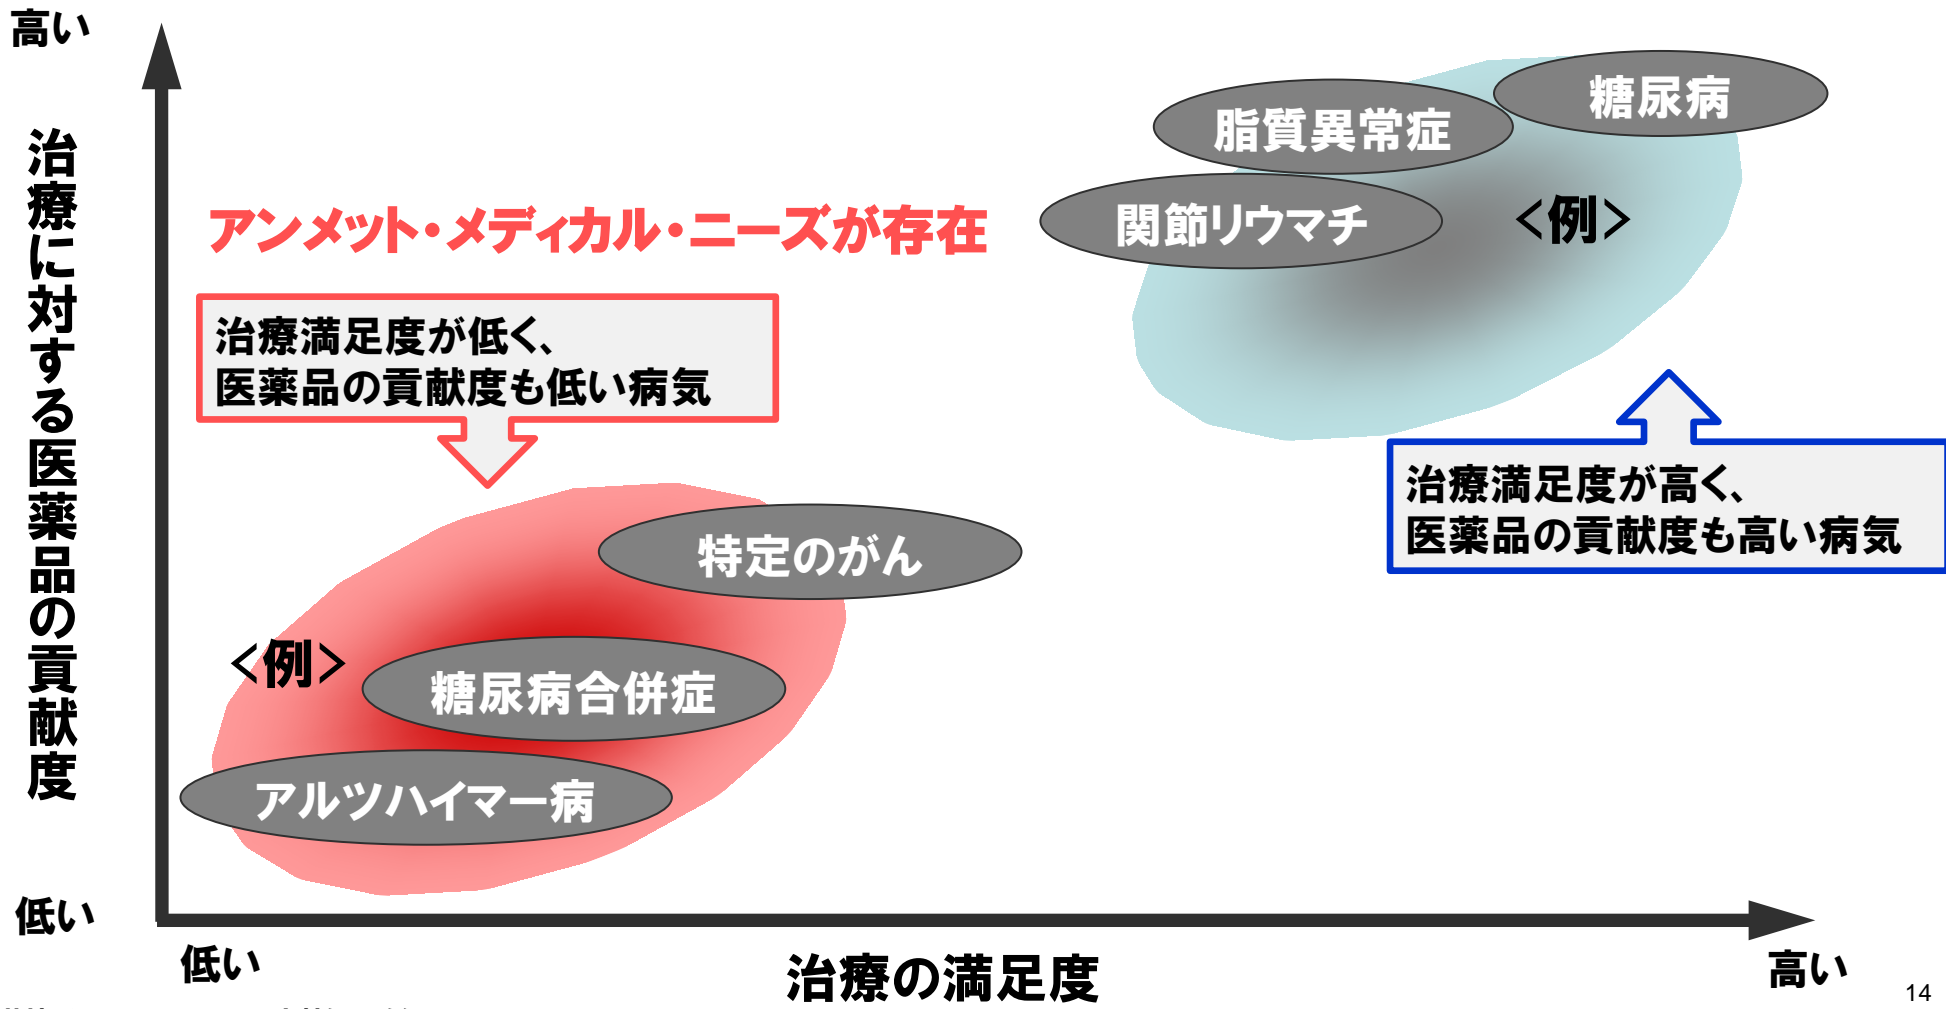 高い
治療に対する医薬品の貢献度
低い
アンメット・メディカル・ニーズが存在
治療満足度が低く、
医薬品の貢献度も低い病気
特定のがん
<例>
糖尿病合併症
アルツハイマー病
糖尿病
脂質異常症
関節リウマチ
<例>
治療満足度が高く、
医薬品の貢献度も高い病気
低い
治療の満足度
高い
14